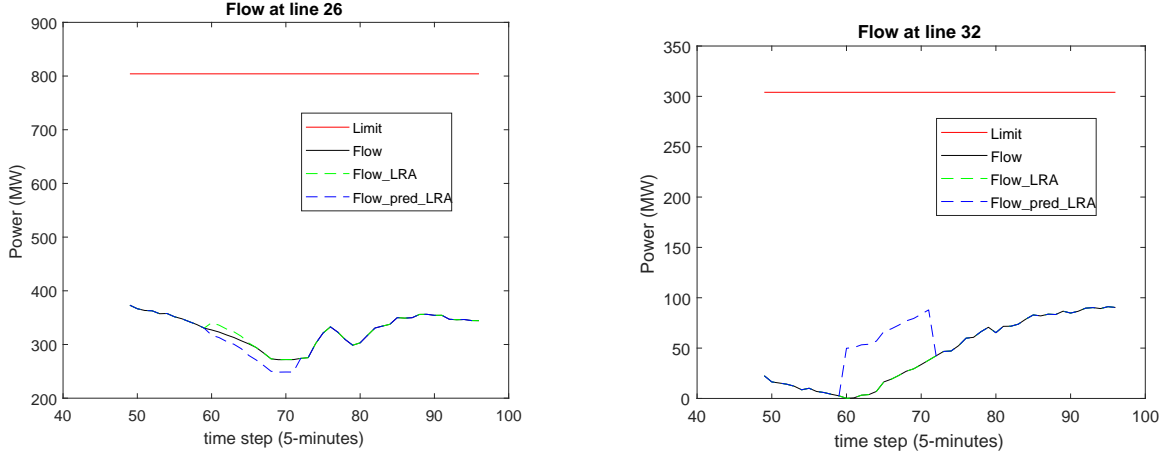 Flow at line 26
900
800
700
600
500
400
300
200
Power (MW)
Limit
Flow
Flow_LRA
Flow_pred_LRA
40 50 60 70 80 90 100
time step (5-minutes)
Flow at line 32
350
300
250
200
150
100
50
0
Power (MW)
Limit
Flow
Flow_LRA
Flow_pred_LRA
40 50 60 70 80 90 100
time step (5-minutes)